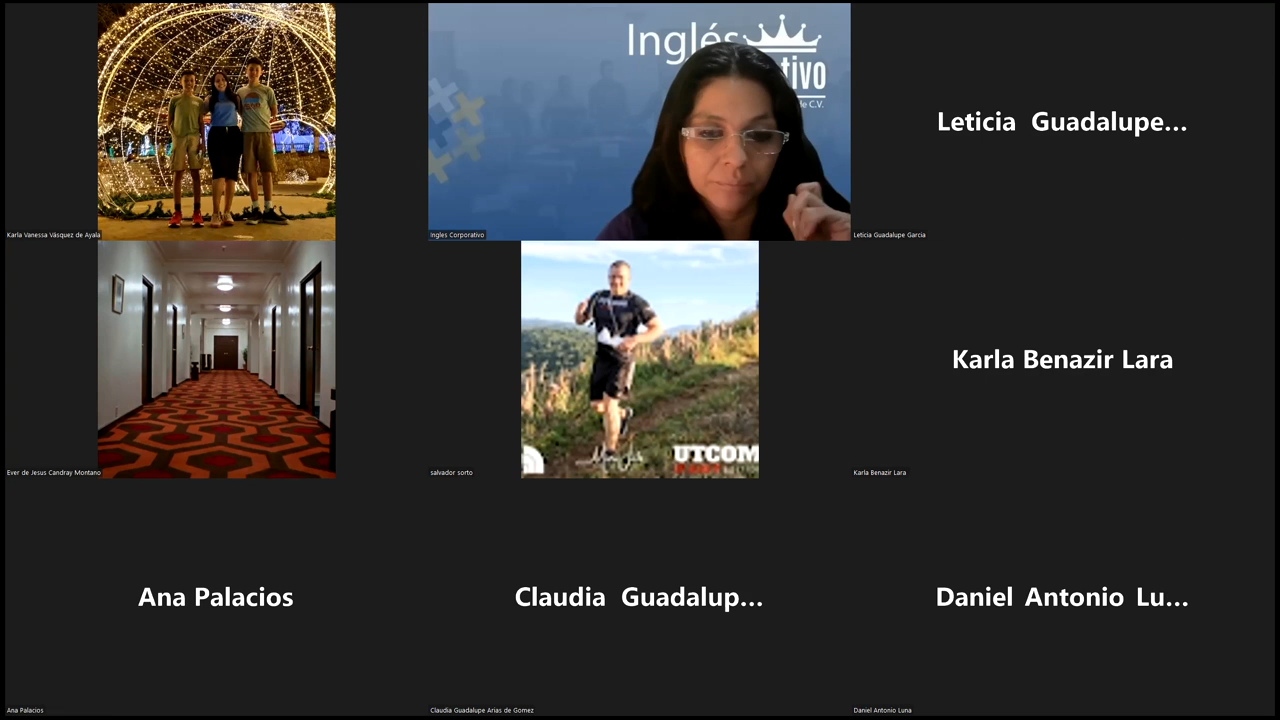 Inglés
tivo
de C.V.
Leticia Guadalupe...
Karla Vanessa Vásquez de Ayala
Ingles Corporativo
Leticia Guadalupe Garcia
UTCOM
Karla Benazir Lara
Ever de Jesus Candray Montano
salvador sorto
Karla Benazir Lara
Ana Palacios
Claudia Guadalup...
Daniel Antonio Lu...
Ana Palacios
Claudia Guadalupe Arias de Gomez
Daniel Antonio Luna